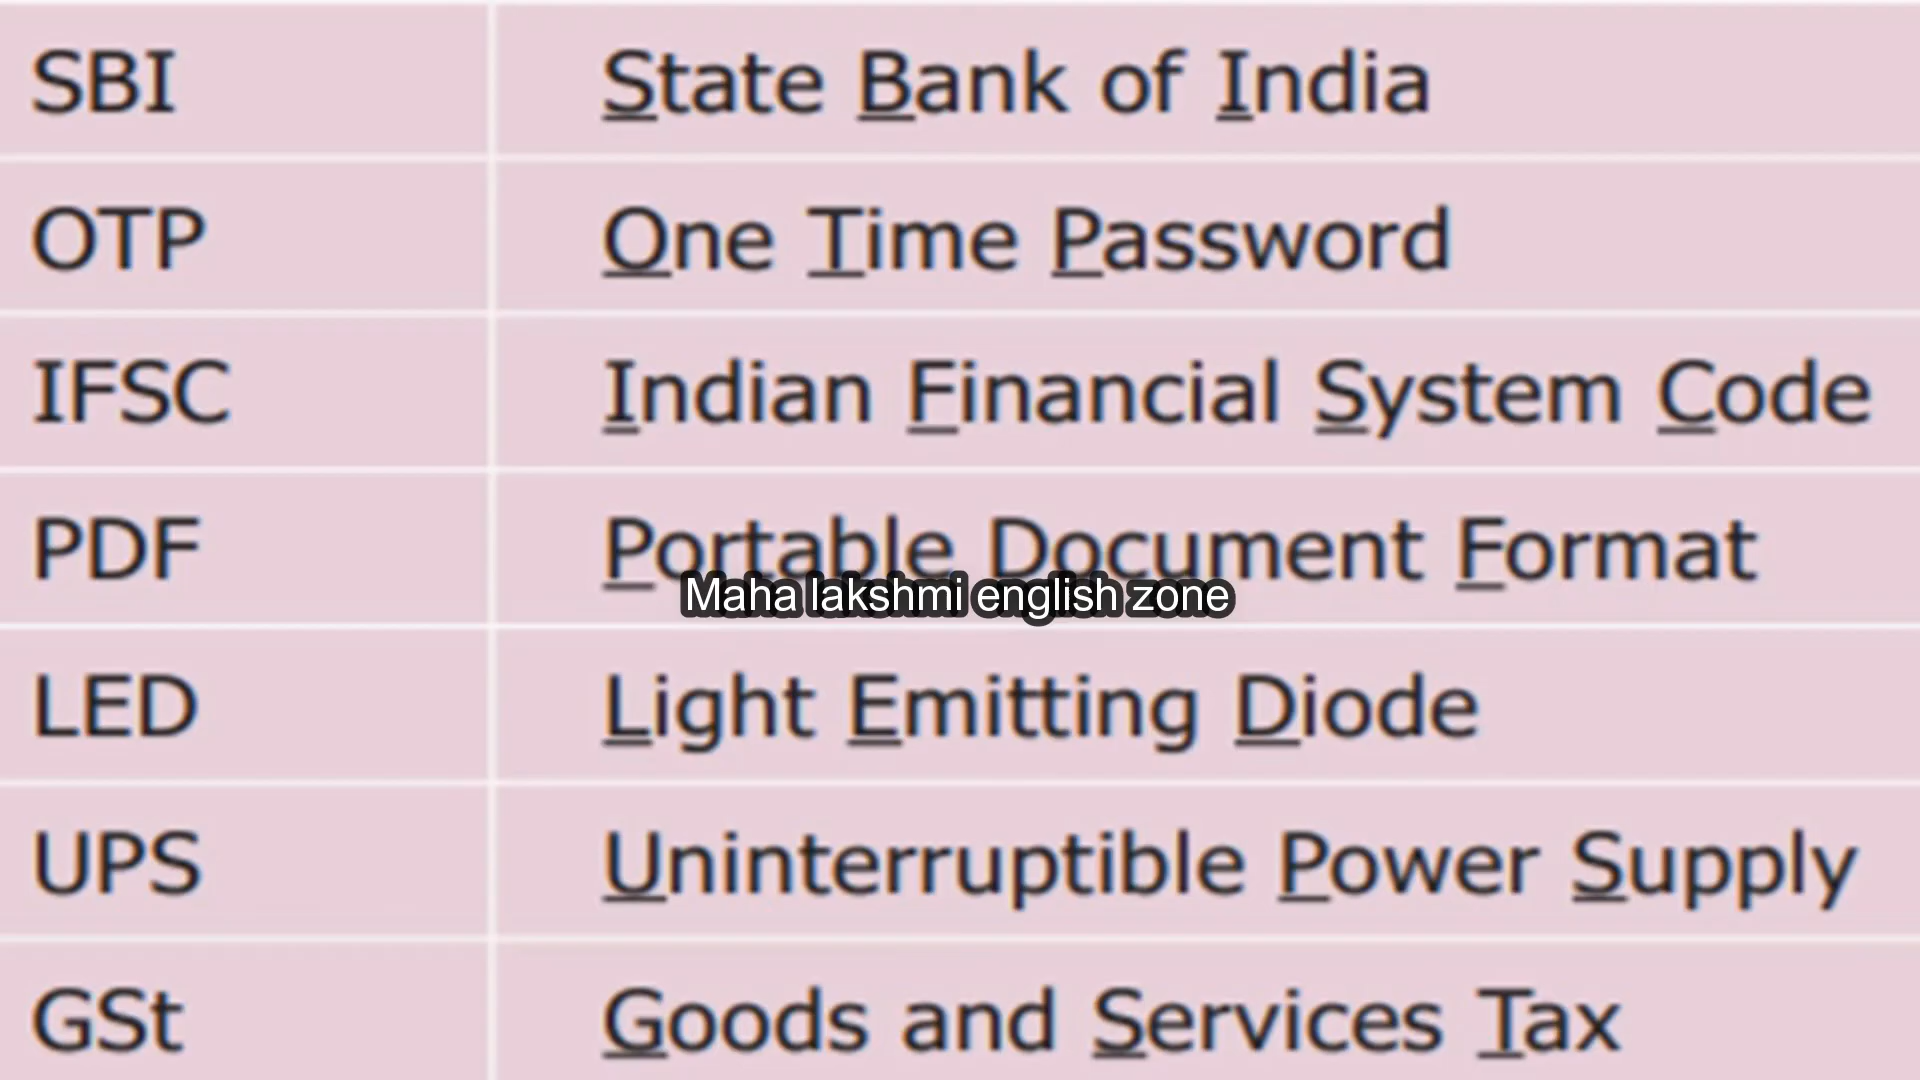 SBI State Bank of India
OTP One Time Password
IFSC Indian Financial System Code
PDF Portable Document Format
Maha lakshmi english zone
LED Light Emitting Diode
UPS Uninterruptible Power Supply
GSt Goods and Services Tax